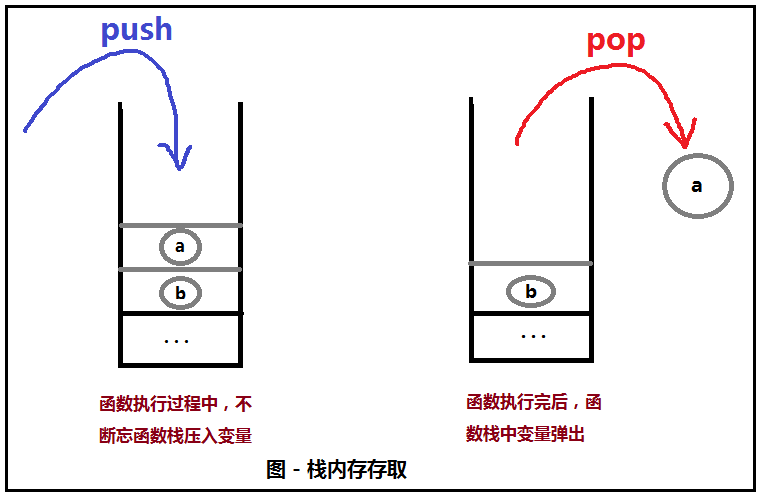 push
pop
a
b
...
a
b
...
函数执行过程中，不
断忘函数栈压入变量
函数执行完后，函
数栈中变量弹出
图 - 栈内存存取